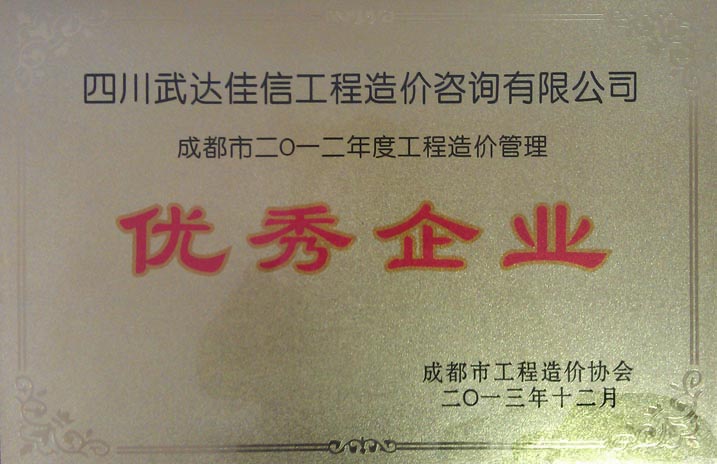 四川武达佳信工程造价咨询有限公司
成都市二O一二年度工程造价管理
优秀企业
成都市工程造价协会
二O一三年十二月